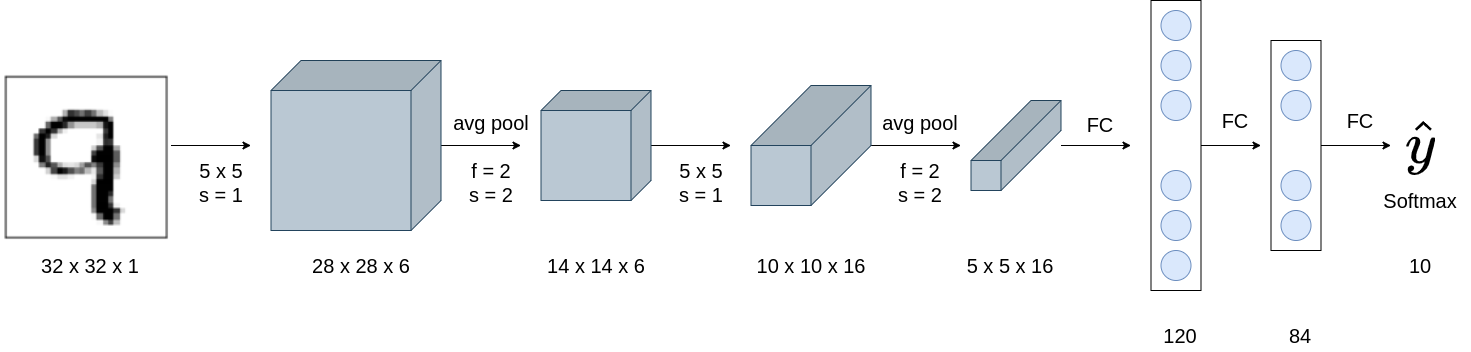 avg pool
avg pool
FC
FC
FC
5 x 5
s = 1
f = 2
s = 2
5 x 5
s = 1
f = 2
s = 2
ŷ
Softmax
32 x 32 x 1
28 x 28 x 6
14 x 14 x 6
10 x 10 x 16
5 x 5 x 16
10
120
84
9